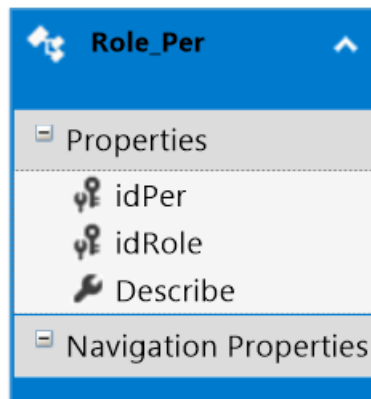 Role_Per
Properties
idPer
idRole
Describe
Navigation Properties